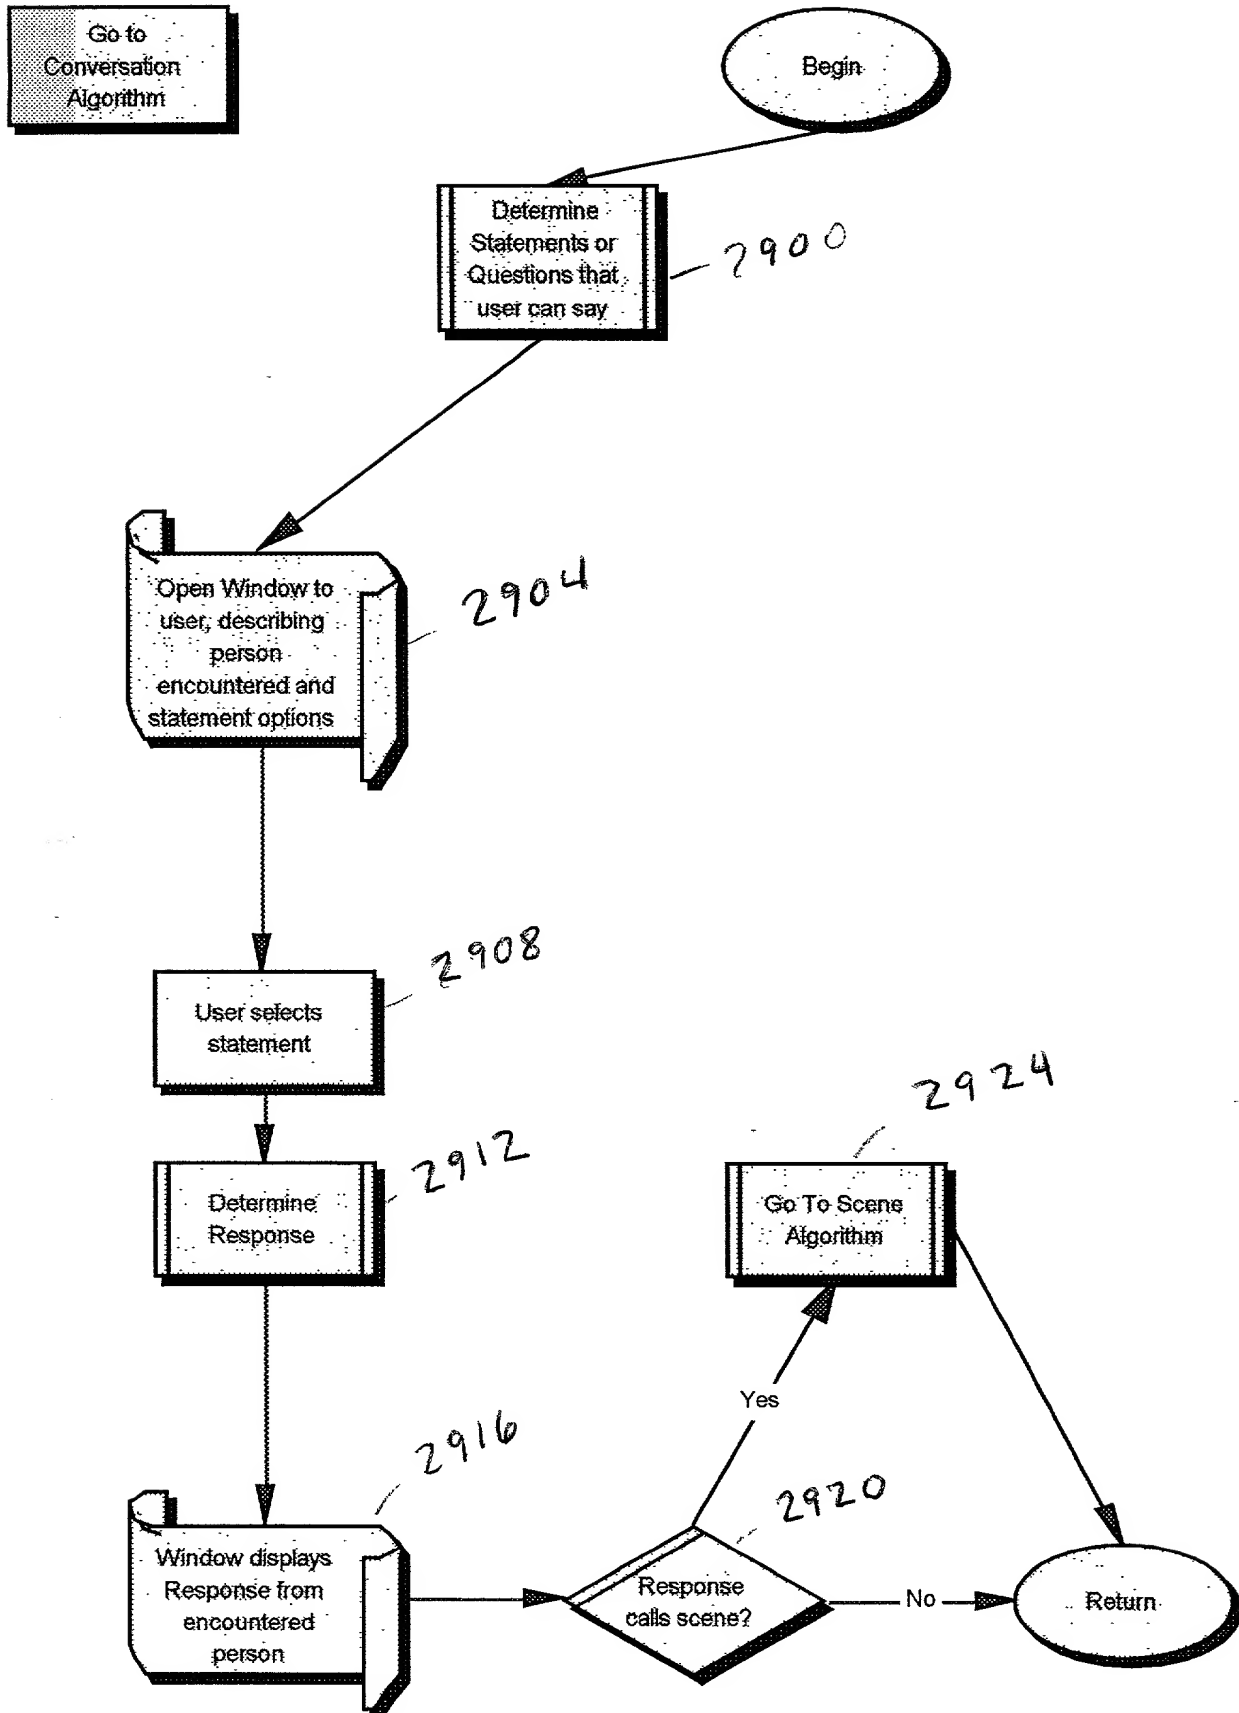 Go to
Conversation
Algorithm
Begin
Determine
Statements or
Questions that
user can say
2900
Open Window to
user, describing
person
encountered and
statement options
2904
User selects
statement
2908
Determine
Response
2912
Go To Scene
Algorithm
2924
Yes
Window displays
Response from
encountered
person
2916
Response
calls scene?
2920
No
Return